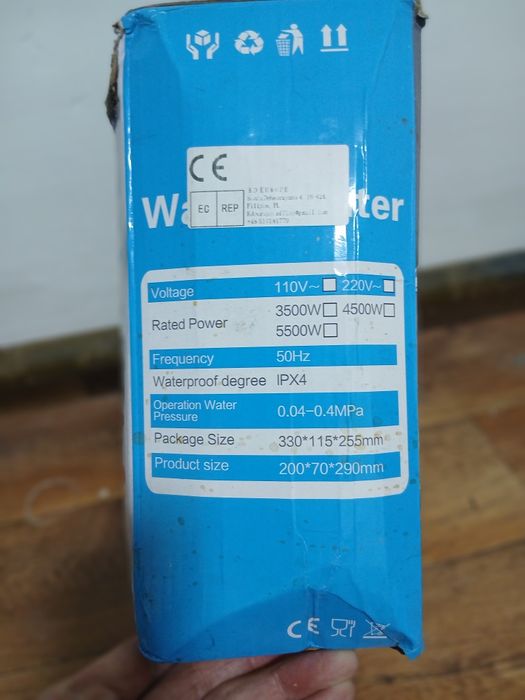 CE
EC REP
Wa ter
Voltage 110V~ 220V~
Rated Power 3500W 4500W
5500W
Frequency 50Hz
Waterproof degree IPX4
Operation Water
Pressure 0.04-0.4MPa
Package Size 330*115*255mm
Product size 200*70*290mm
CE